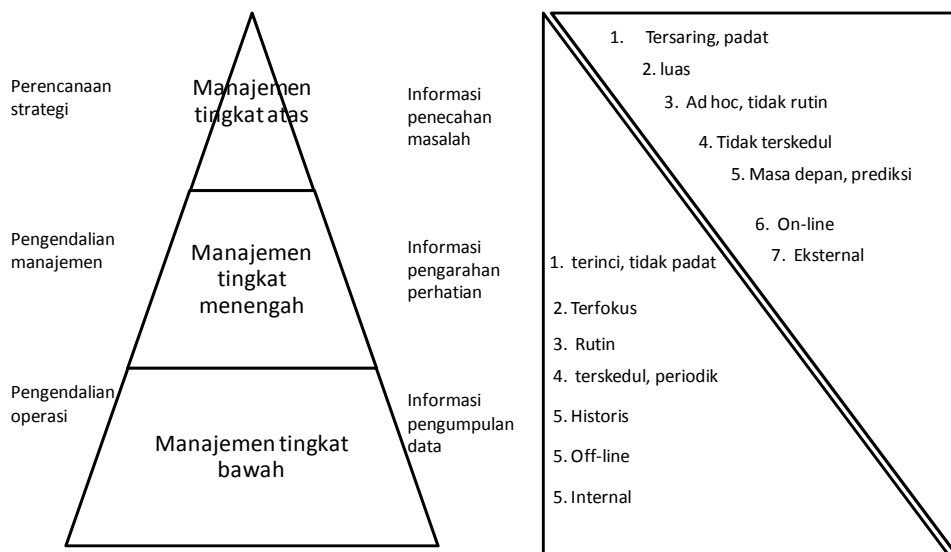 Perencanaan
strategi
Manajemen
tingkat atas
Informasi
penecahan
masalah
Pengendalian
manajemen
Manajemen
tingkat
menengah
Informasi
pengarahan
perhatian
Pengendalian
operasi
Manajemen tingkat
bawah
Informasi
pengumpulan
data
1. Tersaring, padat
2. luas
3. Ad hoc, tidak rutin
4. Tidak terskedul
5. Masa depan, prediksi
6. On-line
7. Eksternal
1. terinci, tidak padat
2. Terfokus
3. Rutin
4. terskedul, periodik
5. Historis
5. Off-line
5. Internal